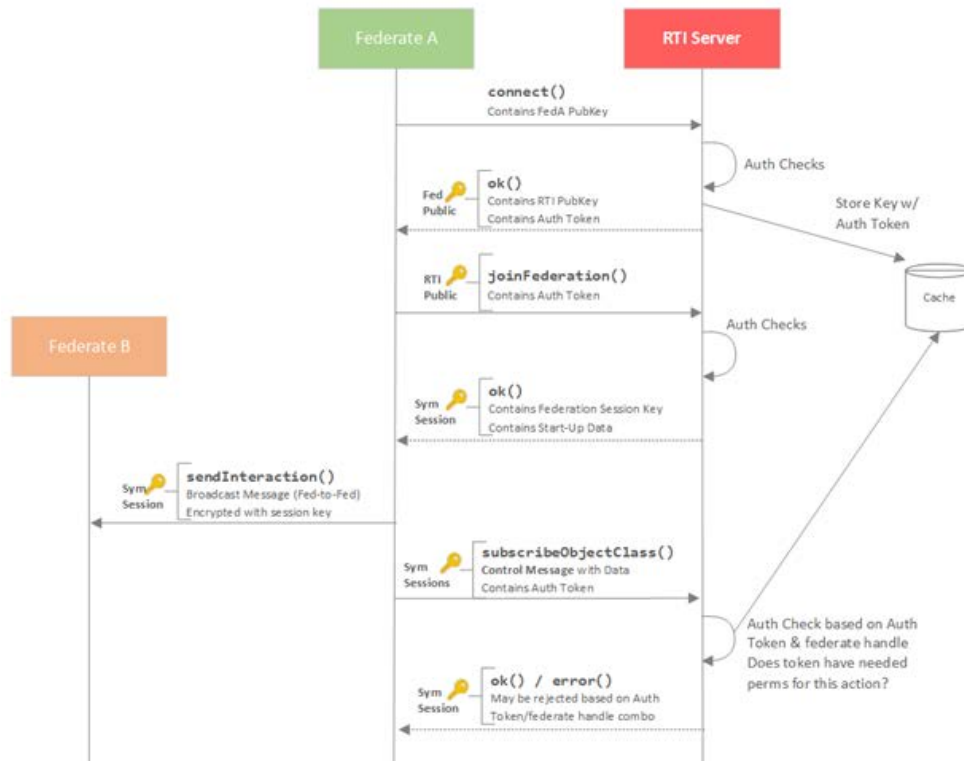 Federate A
RTI Server
connect()
Contains FedA PubKey
Auth Checks
Fed
Public
ok()
Contains RTI PubKey
Contains Auth Token
Store Key w/
Auth Token
Cache
RTI
Public
joinFederation()
Contains Auth Token
Auth Checks
Federate B
Sym
Session
ok()
Contains Federation Session Key
Contains Start-Up Data
Sym
Session
sendInteraction()
Broadcast Message (Fed-to-Fed)
Encrypted with session key
Sym
Sessions
subscribeObjectClass()
Control Message with Data
Contains Auth Token
Auth Check based on Auth
Token & federate handle
Does token have needed
perms for this action?
Sym
Session
ok() / error()
May be rejected based on Auth
Token/federate handle combo